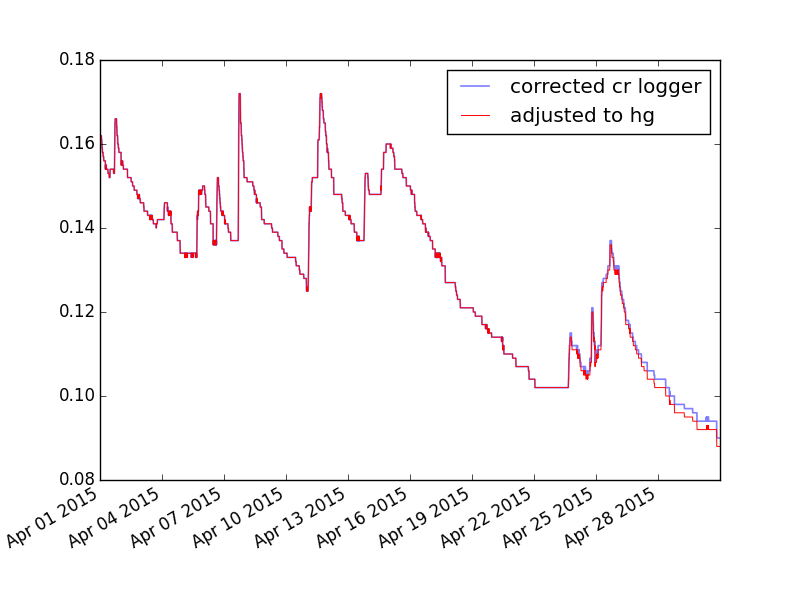 0.18
corrected cr logger
adjusted to hg
0.16
0.14
0.12
0.10
0.08
Apr 01 2015
Apr 04 2015
Apr 07 2015
Apr 10 2015
Apr 13 2015
Apr 16 2015
Apr 19 2015
Apr 22 2015
Apr 25 2015
Apr 28 2015